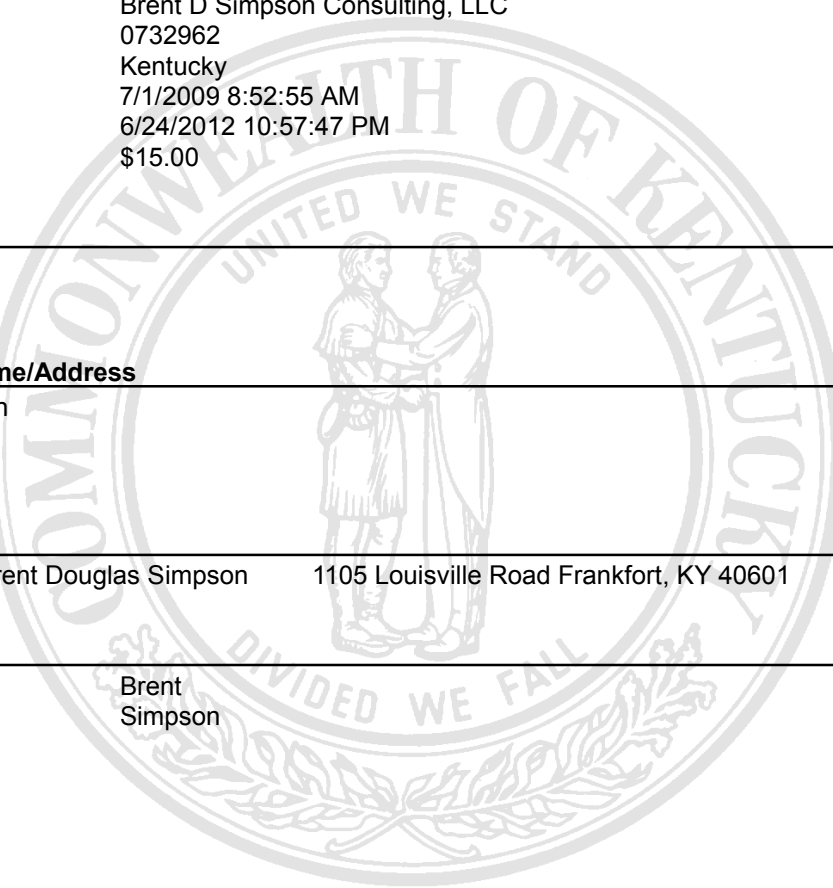 Brent D Simpson Consulting, LLC
0732962
Kentucky
7/1/2009 8:52:55 AM
6/24/2012 10:57:47 PM
$15.00
COMMONWEALTH OF KENTUCKY
UNITED WE STAND
me/Address
n
rent Douglas Simpson 1105 Louisville Road Frankfort, KY 40601
DIVIDED WE FALL
Brent
Simpson